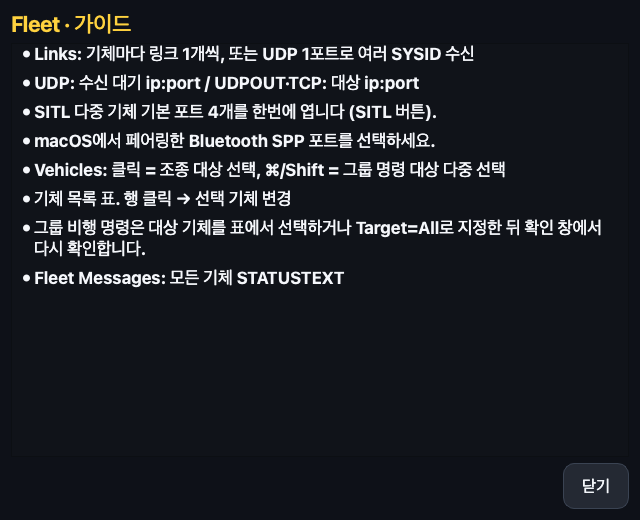 Fleet · 가이드
• Links: 기체마다 링크 1개씩, 또는 UDP 1포트로 여러 SYSID 수신
• UDP: 수신 대기 ip:port / UDPOUT·TCP: 대상 ip:port
• SITL 다중 기체 기본 포트 4개를 한번에 엽니다 (SITL 버튼).
• macOS에서 페어링한 Bluetooth SPP 포트를 선택하세요.
• Vehicles: 클릭 = 조종 대상 선택, ⌘/Shift = 그룹 명령 대상 다중 선택
• 기체 목록 표. 행 클릭 → 선택 기체 변경
• 그룹 비행 명령은 대상 기체를 표에서 선택하거나 Target=All로 지정한 뒤 확인 창에서
다시 확인합니다.
• Fleet Messages: 모든 기체 STATUSTEXT
닫기